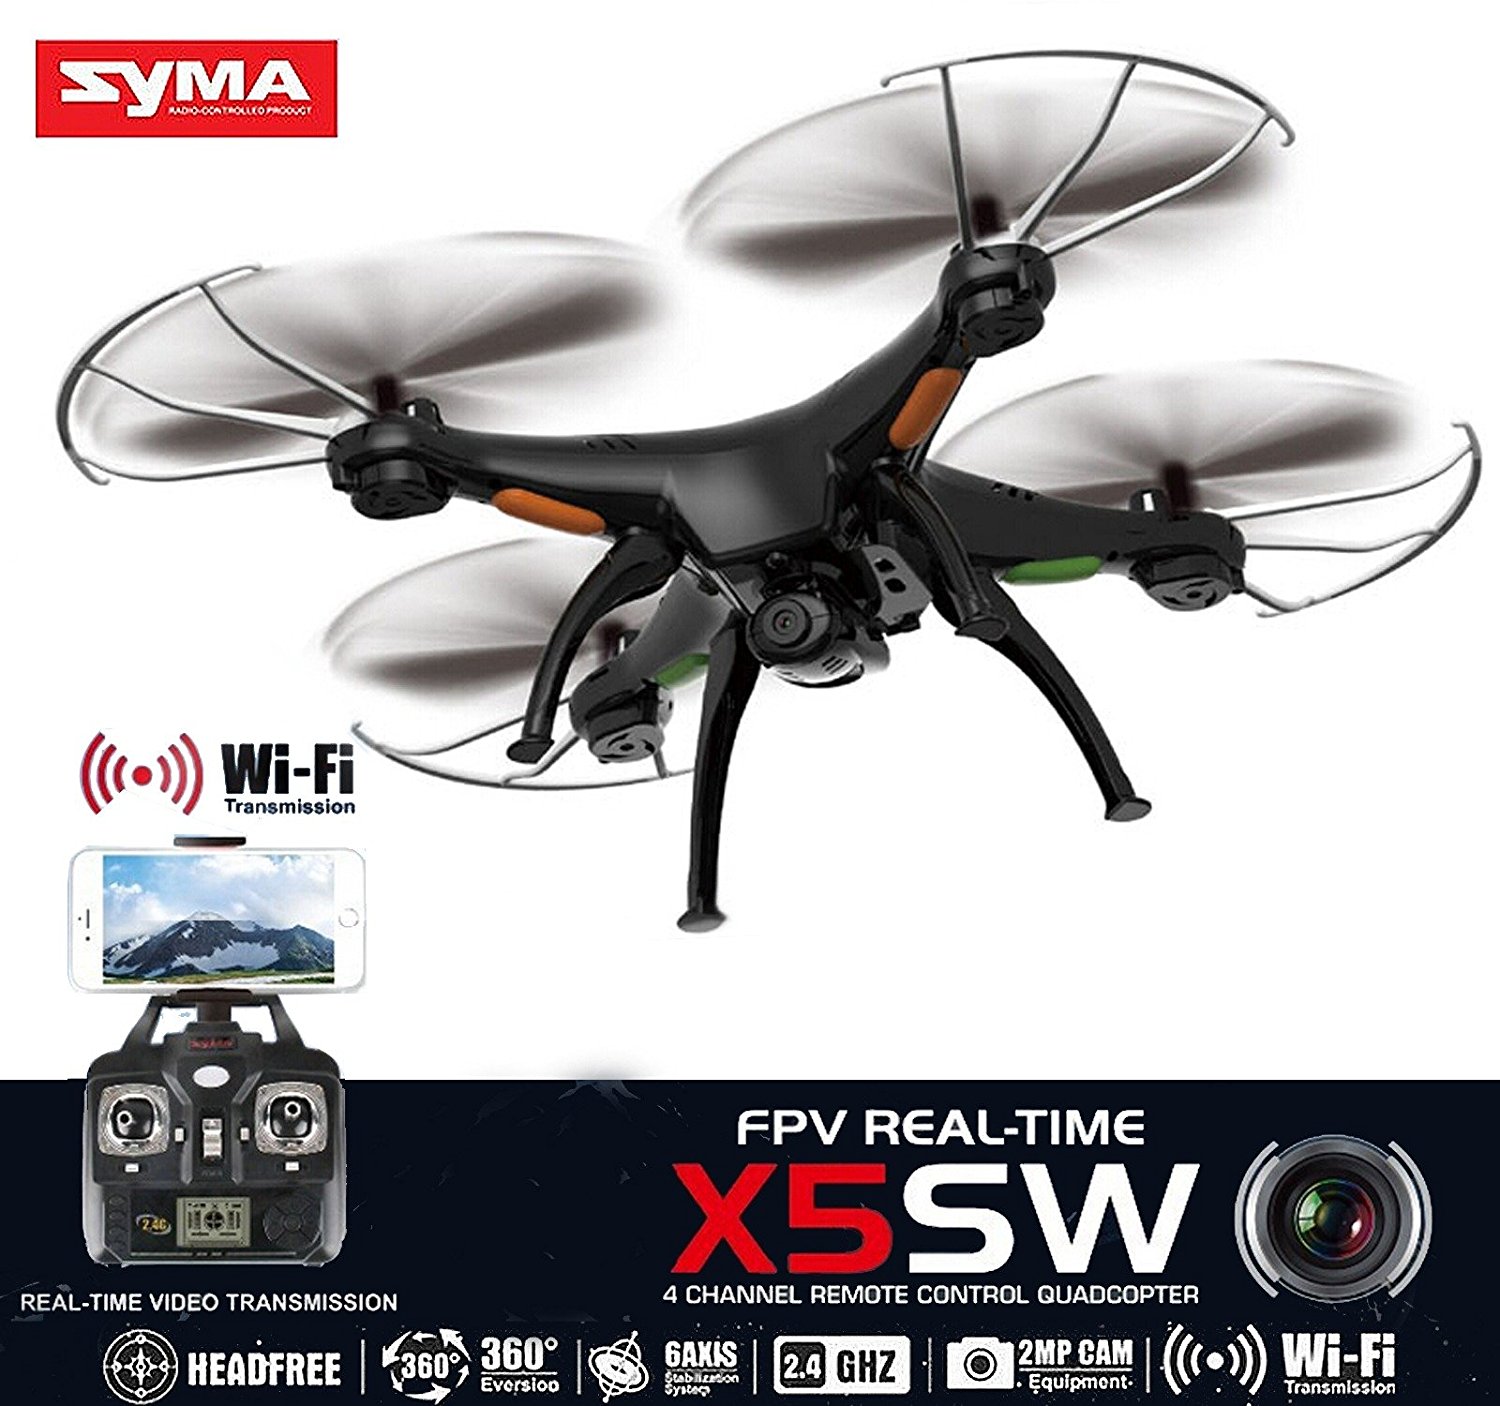 SYMA
RADIO-CONTROLLED PRODUCT
Wi-Fi
Transmission
2.4G
REAL-TIME VIDEO TRANSMISSION
FPV REAL-TIME
X5SW
4 CHANNEL REMOTE CONTROL QUADCOPTER
HEADFREE
360°
360°
Eversion
6AXIS
Stabilization
System
2.4 GHZ
2MP CAM
Equipment
Wi-Fi
Transmission